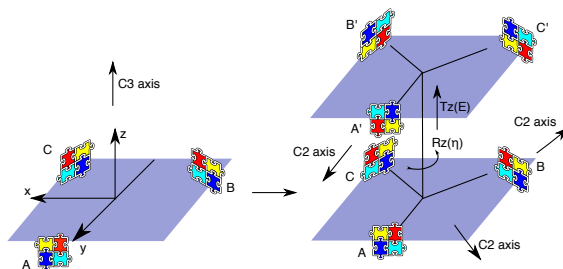 C3 axis
z
C
x
y
B
A
B'
C'
A'
Tz(E)
Rz(η)
C2 axis
C2 axis
C
B
A
C2 axis